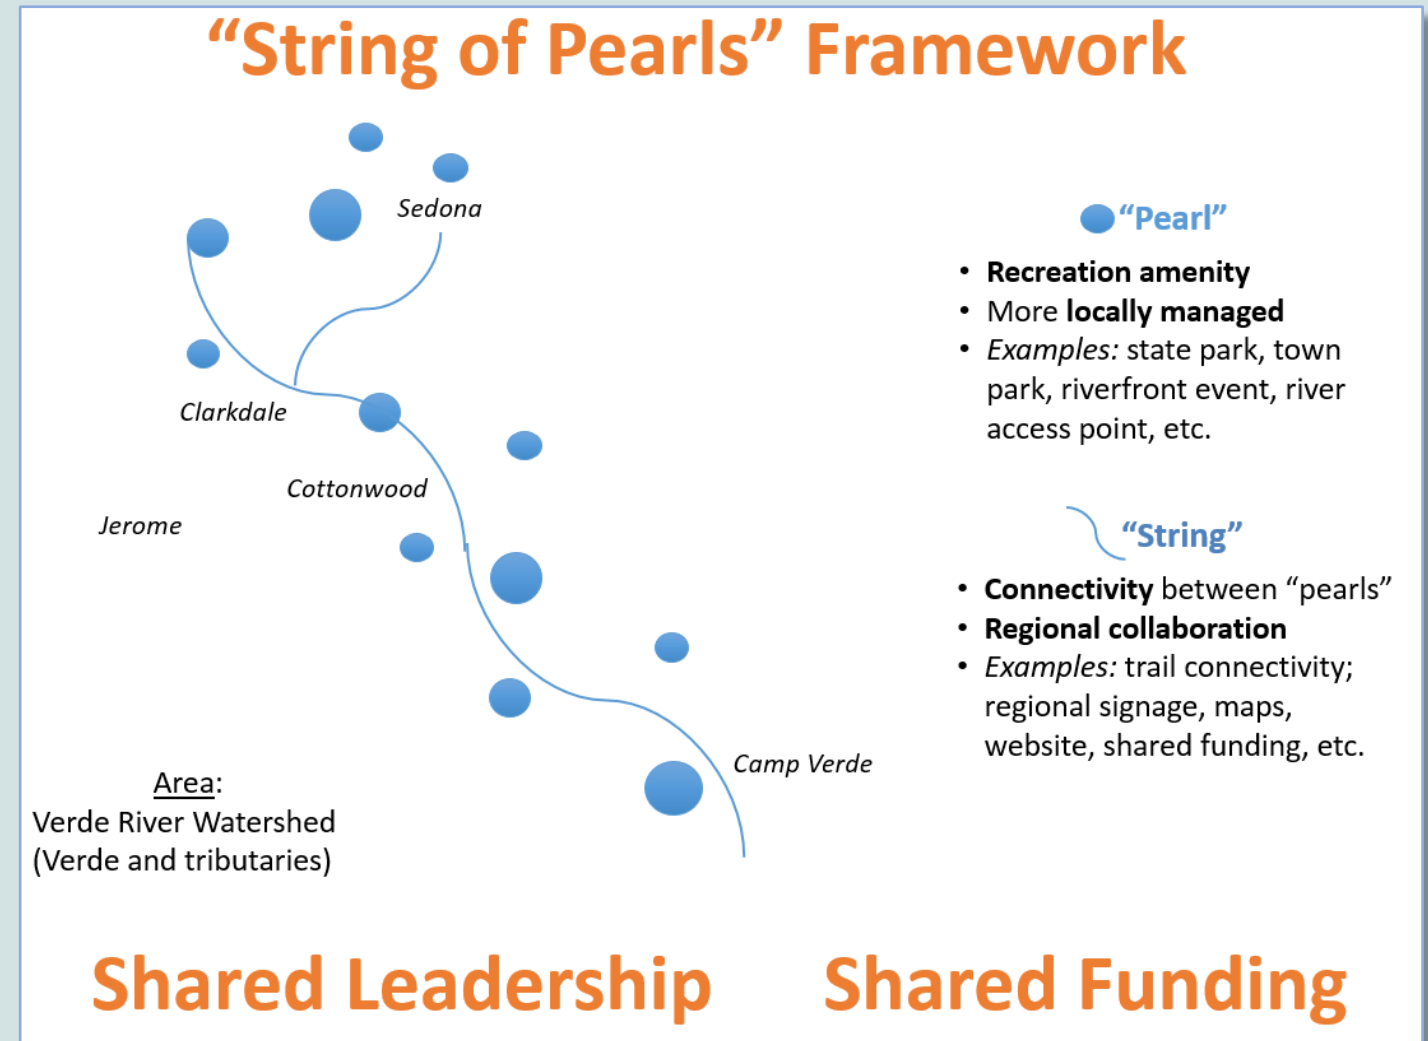 “String of Pearls” Framework
Sedona
Clarkdale
Cottonwood
Jerome
Camp Verde
Area:
Verde River Watershed
(Verde and tributaries)
“Pearl”
• Recreation amenity
• More locally managed
• Examples: state park, town
park, riverfront event, river
access point, etc.
“String”
• Connectivity between “pearls”
• Regional collaboration
• Examples: trail connectivity;
regional signage, maps,
website, shared funding, etc.
Shared Leadership
Shared Funding